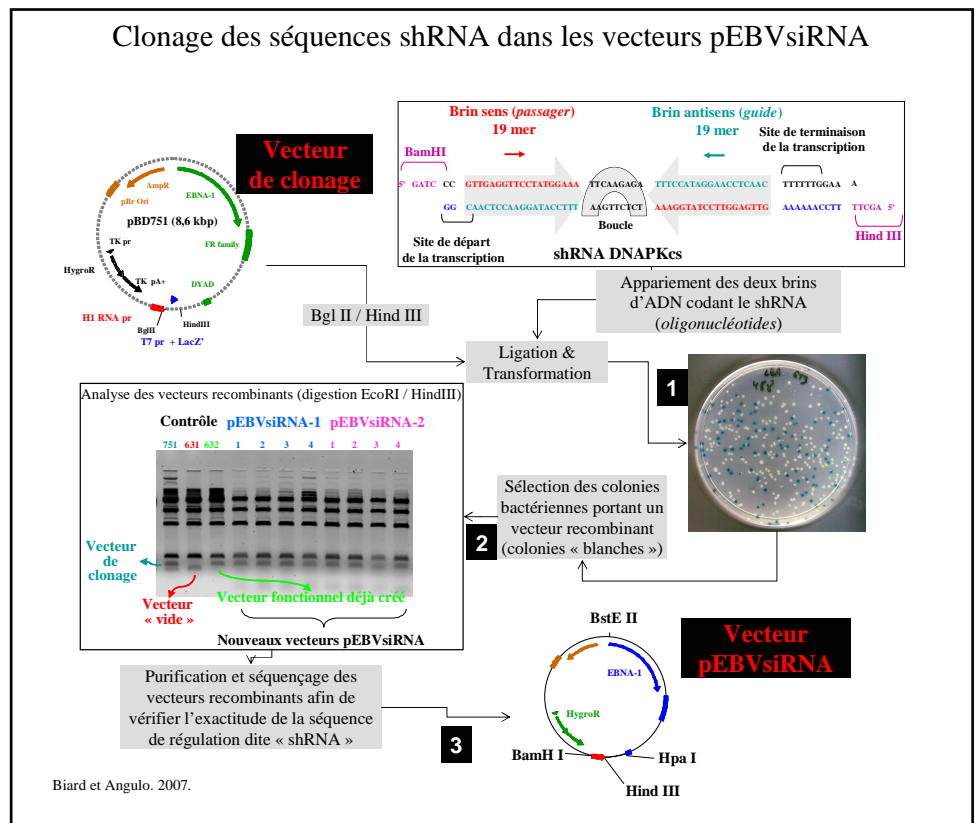 Clonage des séquences shRNA dans les vecteurs pEBVsiRNA
Vecteur
de clonage
AmpR
pBr Ori
EBNA-1
pBD751 (8,6 kbp)
TK pr
FR family
HygroR
TK pA+
DYAD
H1 RNA pr
BglII
HindIII
T7 pr + LacZ'
Brin sens (passager)
19 mer
Brin antisens (guide)
19 mer
Site de terminaison
de la transcription
BamHI
5' GATC CC GTTGAGGTTCCTATGGAAA TTCAAGAGA TTTCCATAGGAACCTCAAC TTTTTTGGAA A
GG CAACTCCAAGGATACCTTT AAGTTCTCT AAAGGTATCCTTGGAGTTG AAAAAACCTT TTCGA 5'
Boucle
Hind III
Site de départ
de la transcription
shRNA DNAPKcs
Bgl II / Hind III
Appariement des deux brins
d'ADN codant le shRNA
(oligonucléotides)
Ligation &
Transformation
1
Analyse des vecteurs recombinants (digestion EcoRI / HindIII)
Contrôle pEBVsiRNA-1 pEBVsiRNA-2
751 631 632 1 2 3 4 1 2 3 4
Vecteur
de
clonage
Vecteur
« vide »
Vecteur fonctionnel déjà créé
Nouveaux vecteurs pEBVsiRNA
2
Sélection des colonies
bactériennes portant un
vecteur recombinant
(colonies « blanches »)
Purification et séquençage des
vecteurs recombinants afin de
vérifier l'exactitude de la séquence
de régulation dite « shRNA »
3
Vecteur
pEBVsiRNA
BstE II
EBNA-1
HygroR
BamH I
Hpa I
Hind III
Biard et Angulo. 2007.